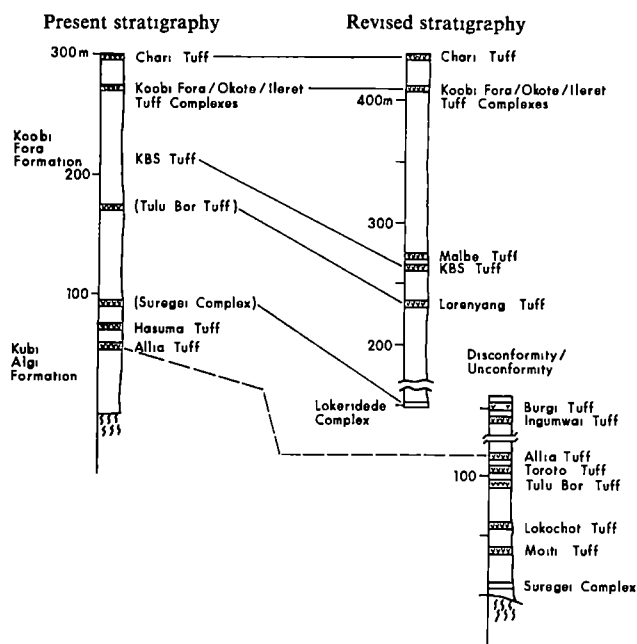 Present stratigraphy
Revised stratigraphy
300m
Chari Tuff
Koobi Fora/Okote/Ileret
Tuff Complexes
Koobi
Fora
Formation
KBS Tuff
200
(Tulu Bor Tuff)
100
(Suregei Complex)
Hasuma Tuff
Allia Tuff
Kubi
Algi
Formation
Chari Tuff
400m
Koobi Fora/Okote/Ileret
Tuff Complexes
300
Malbe Tuff
KBS Tuff
Lorenyang Tuff
200
Lokeridede
Complex
Disconformity/
Unconformity
Burgi Tuff
Ingumwai Tuff
Allia Tuff
100
Toroto Tuff
Tulu Bor Tuff
Lokochot Tuff
Moiti Tuff
Suregei Complex